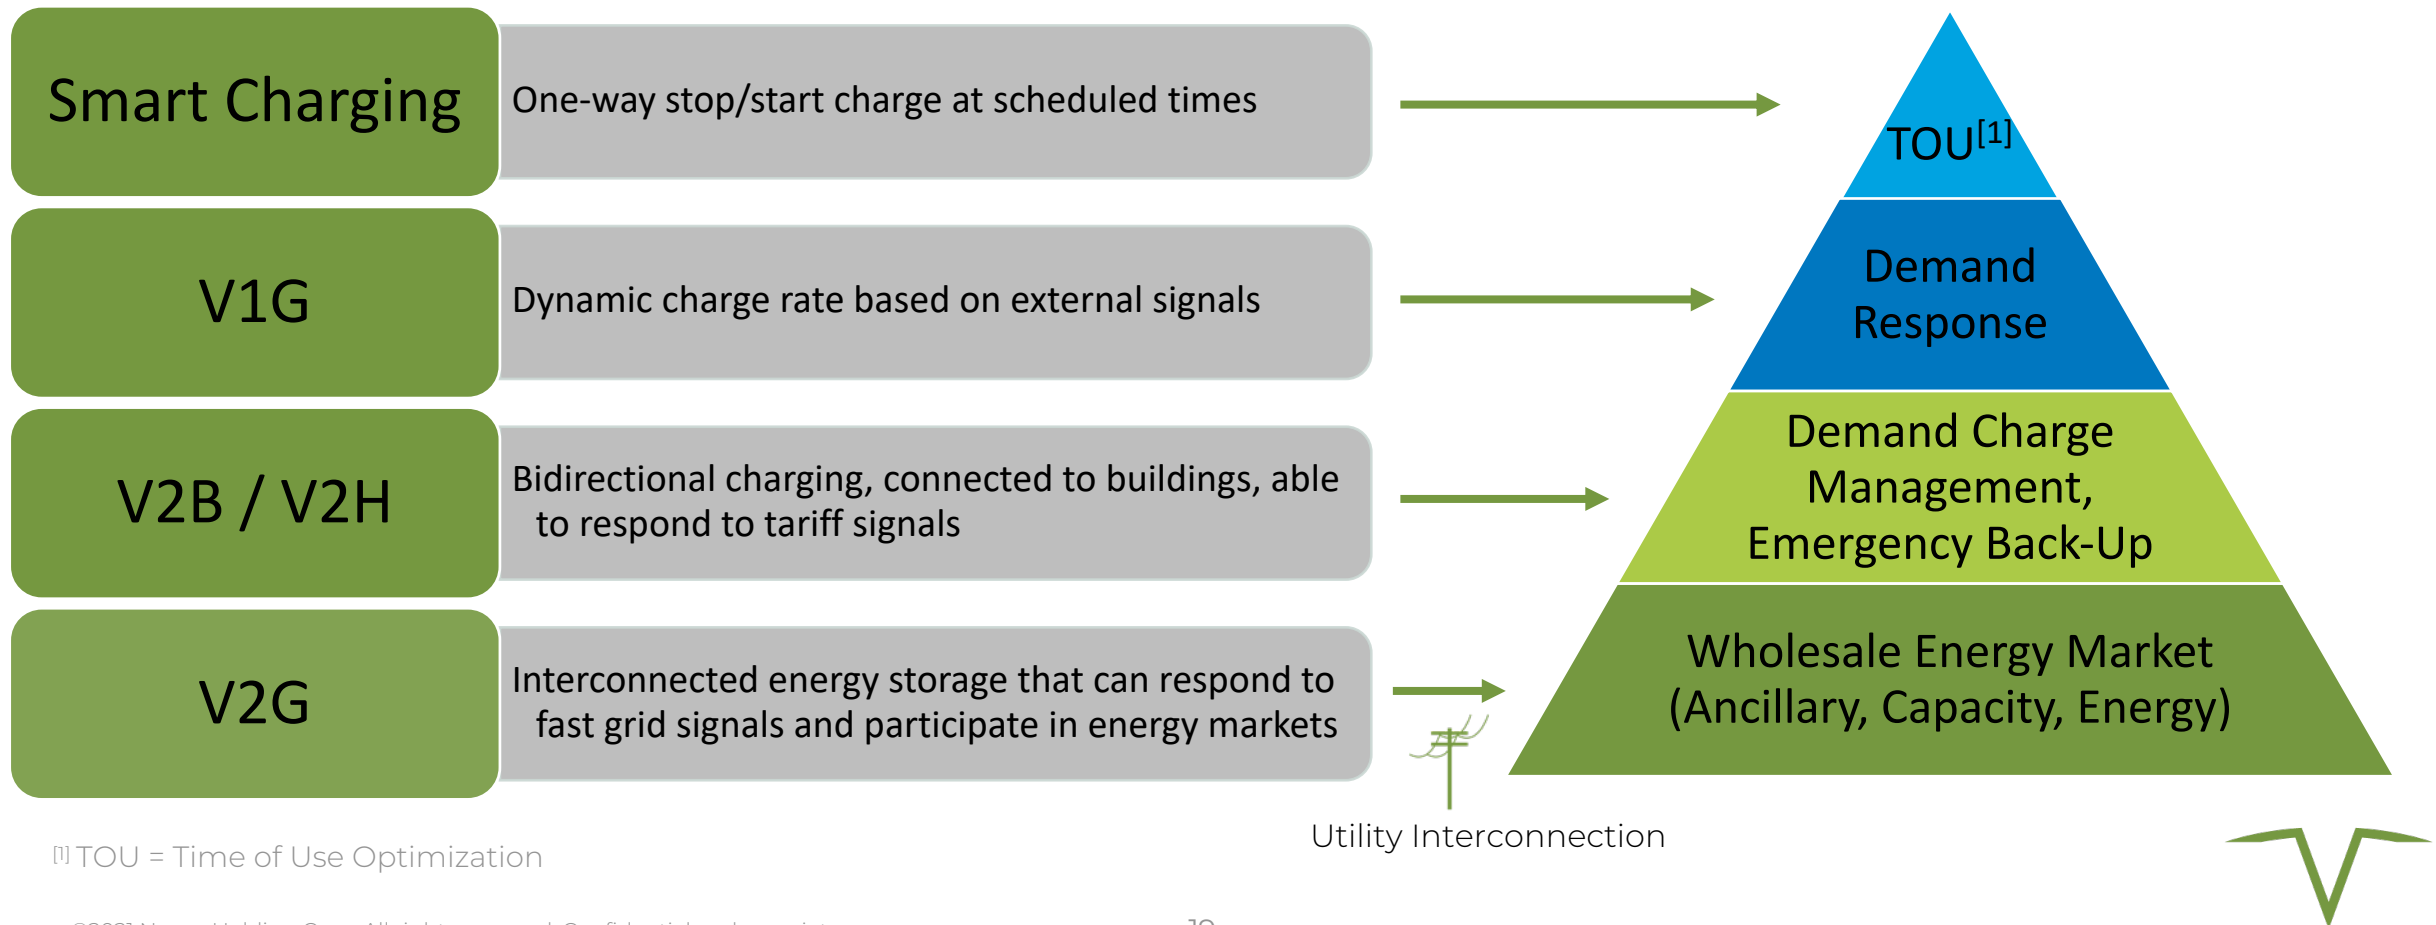 Smart Charging
One-way stop/start charge at scheduled times
TOU[1]
V1G
Dynamic charge rate based on external signals
Demand
Response
V2B / V2H
Bidirectional charging, connected to buildings, able
to respond to tariff signals
Demand Charge
Management,
Emergency Back-Up
V2G
Interconnected energy storage that can respond to
fast grid signals and participate in energy markets
Wholesale Energy Market
(Ancillary, Capacity, Energy)
Utility Interconnection
[1] TOU = Time of Use Optimization